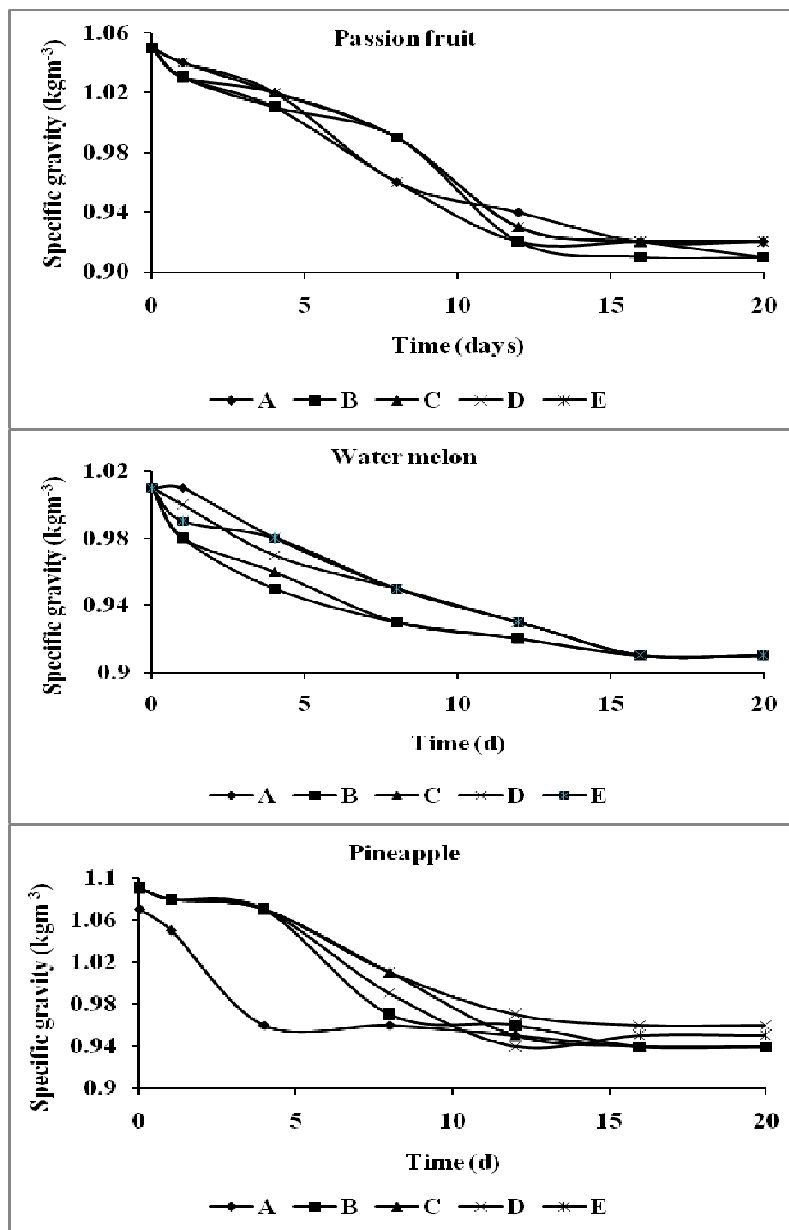 Passion fruit
Specific gravity (kgm-3)
1.06
1.02
0.98
0.94
0.90
0 5 10 15 20
Time (days)
A B C D E
Water melon
Specific gravity (kgm-3)
1.02
0.98
0.94
0.9
0 5 10 15 20
Time (d)
A B C D E
Pineapple
Specific gravity (kgm-3)
1.1
1.06
1.02
0.98
0.94
0.9
0 5 10 15 20
Time (d)
A B C D E